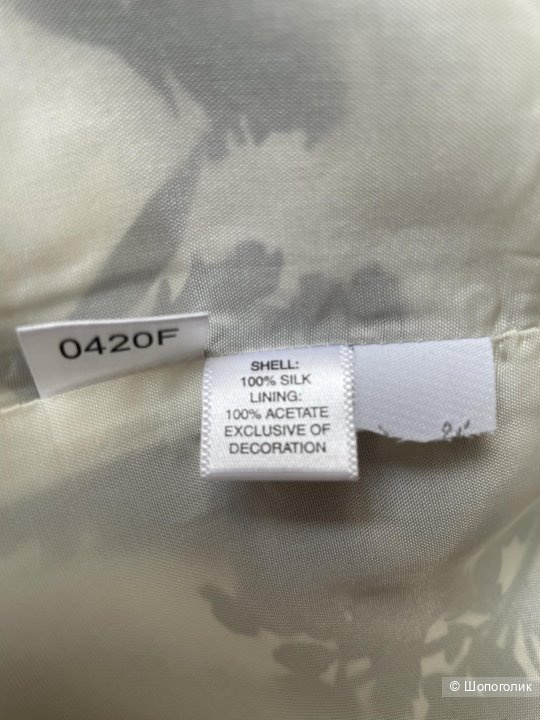 0420F
SHELL:
100% SILK
LINING:
100% ACETATE
EXCLUSIVE OF
DECORATION
© Шопоголик